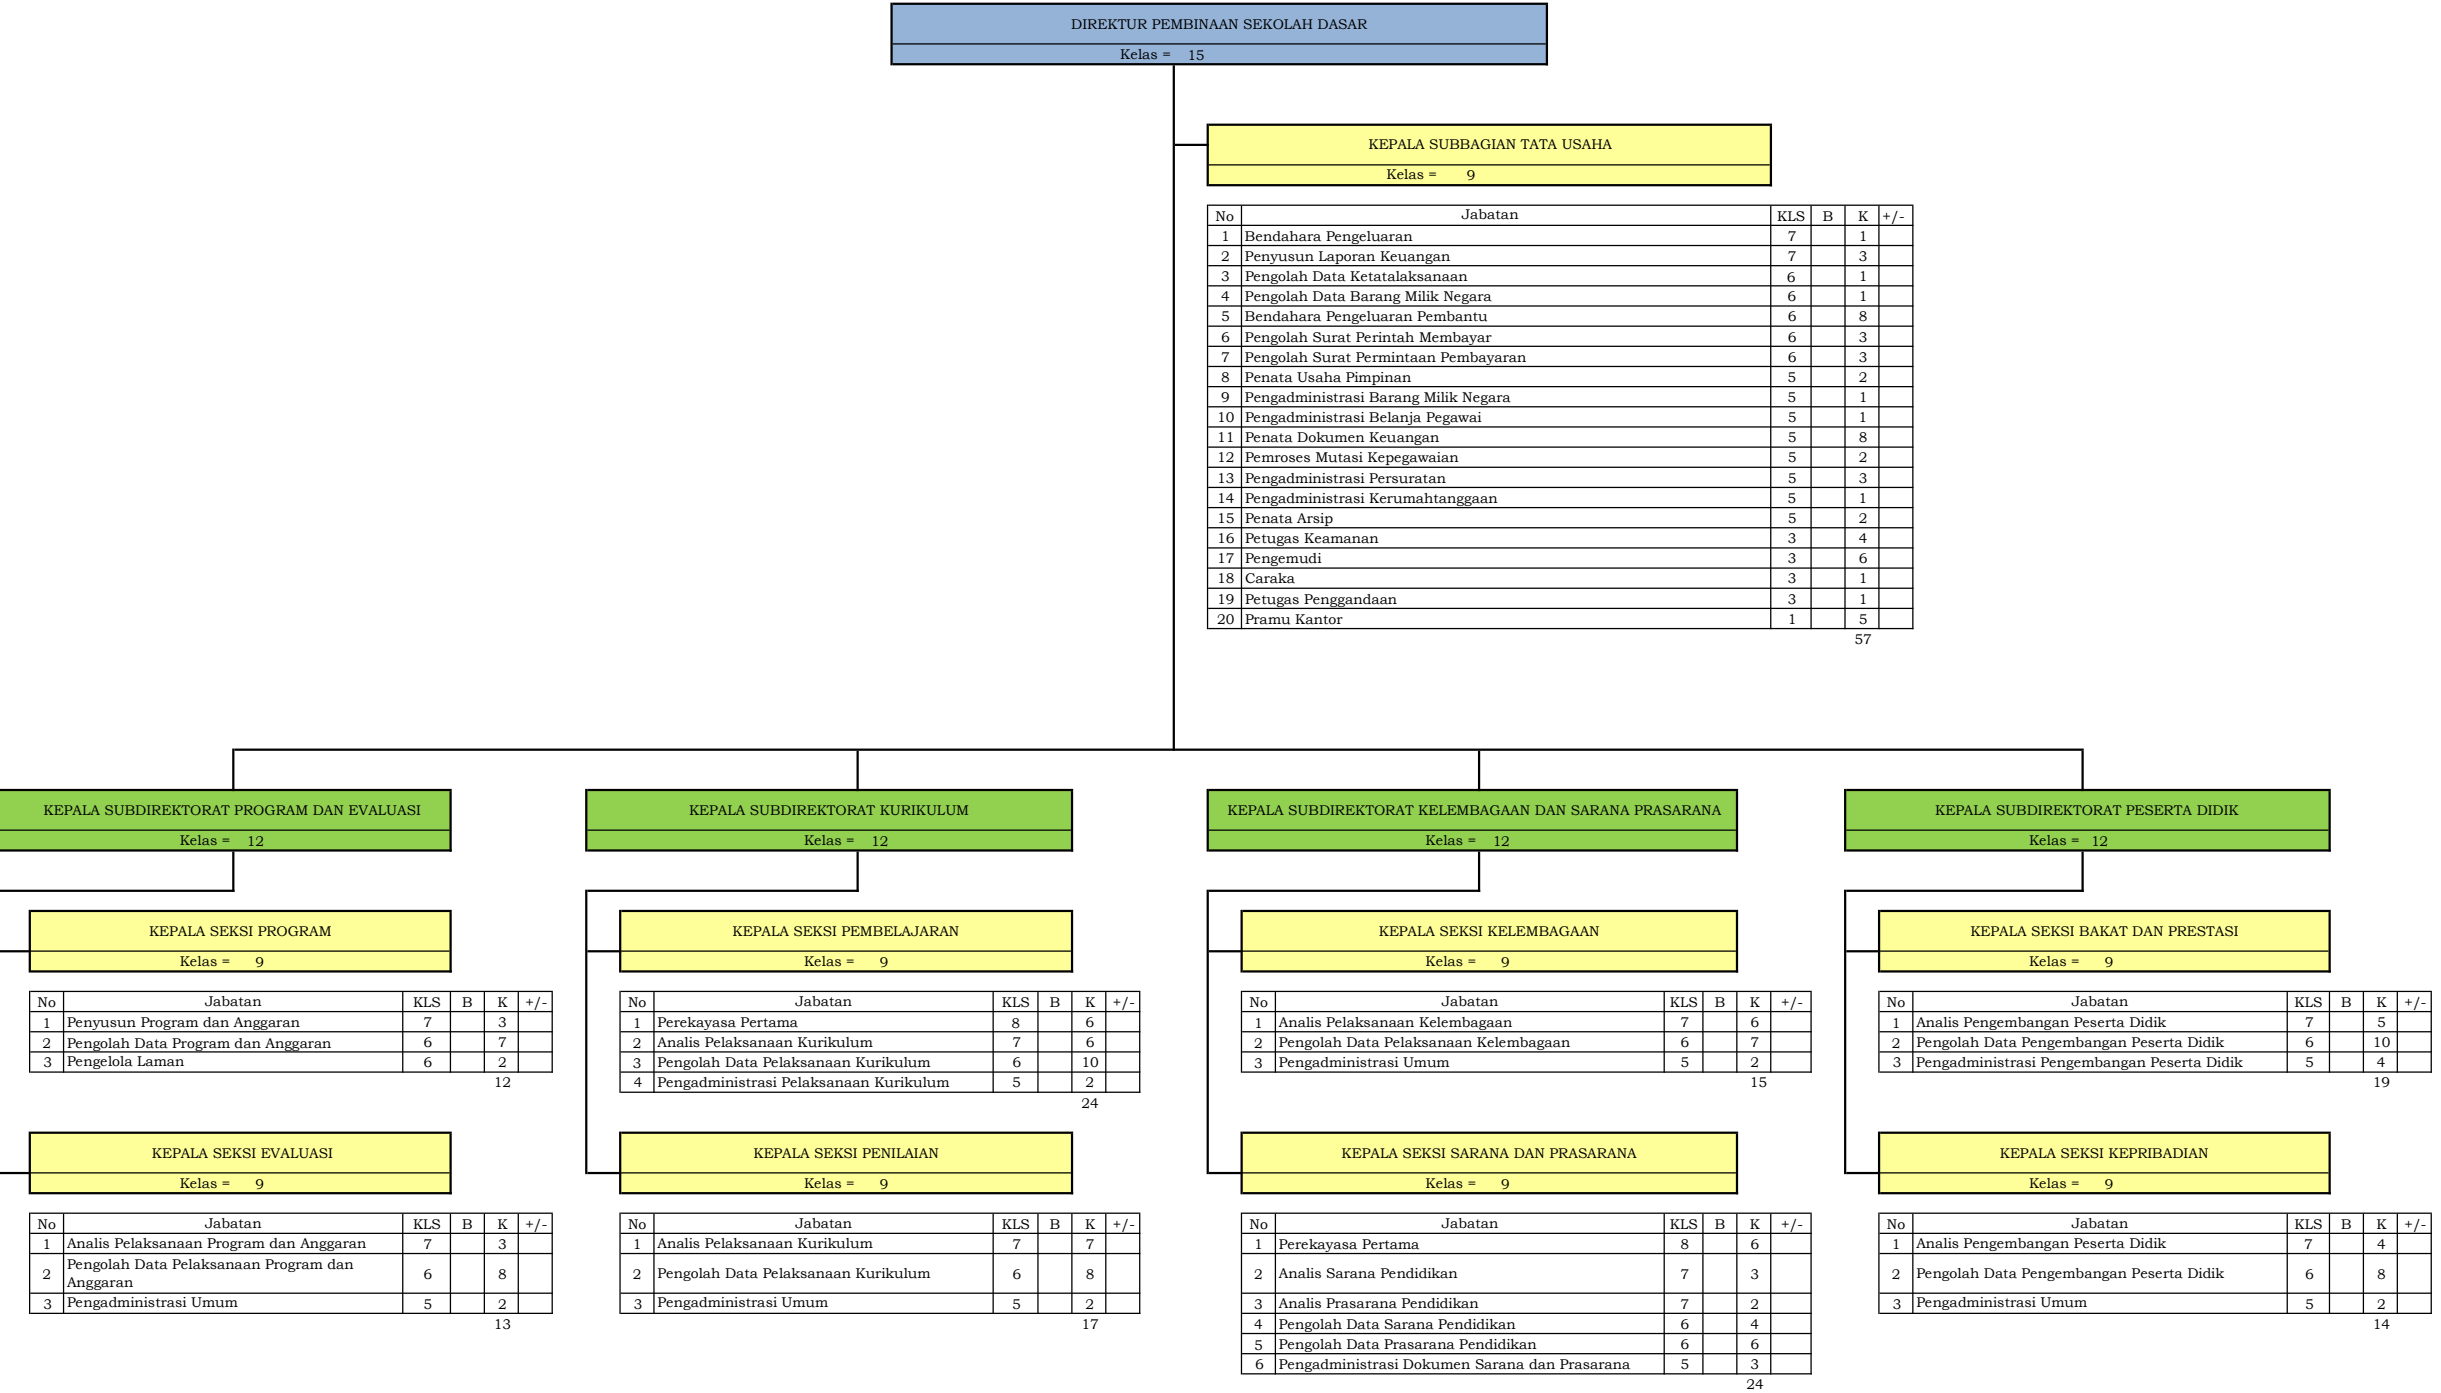 DIREKTUR PEMBINAAN SEKOLAH DASAR
Kelas = 15
KEPALA SUBBAGIAN TATA USAHA
Kelas = 9
No Jabatan KLS B K +/-
1 Bendahara Pengeluaran 7 1
2 Penyusun Laporan Keuangan 7 3
3 Pengolah Data Ketatalaksanaan 6 1
4 Pengolah Data Barang Milik Negara 6 1
5 Bendahara Pengeluaran Pembantu 6 8
6 Pengolah Surat Perintah Membayar 6 3
7 Pengolah Surat Permintaan Pembayaran 6 3
8 Penata Usaha Pimpinan 5 2
9 Pengadministrasi Barang Milik Negara 5 1
10 Pengadministrasi Belanja Pegawai 5 1
11 Penata Dokumen Keuangan 5 8
12 Pemroses Mutasi Kepegawaian 5 2
13 Pengadministrasi Persuratan 5 3
14 Pengadministrasi Kerumahtanggaan 5 1
15 Penata Arsip 5 2
16 Petugas Keamanan 3 4
17 Pengemudi 3 6
18 Caraka 3 1
19 Petugas Penggandaan 3 1
20 Pramu Kantor 1 5
57
KEPALA SUBDIREKTORAT PROGRAM DAN EVALUASI
Kelas = 12
KEPALA SEKSI PROGRAM
Kelas = 9
No Jabatan KLS B K +/-
1 Penyusun Program dan Anggaran 7 3
2 Pengolah Data Program dan Anggaran 6 7
3 Pengelola Laman 6 2
12
KEPALA SEKSI EVALUASI
Kelas = 9
No Jabatan KLS B K +/-
1 Analis Pelaksanaan Program dan Anggaran 7 3
2 Pengolah Data Pelaksanaan Program dan
Anggaran 6 8
3 Pengadministrasi Umum 5 2
13
KEPALA SUBDIREKTORAT KURIKULUM
Kelas = 12
KEPALA SEKSI PEMBELAJARAN
Kelas = 9
No Jabatan KLS B K +/-
1 Perekayasa Pertama 8 6
2 Analis Pelaksanaan Kurikulum 7 6
3 Pengolah Data Pelaksanaan Kurikulum 6 10
4 Pengadministrasi Pelaksanaan Kurikulum 5 2
24
KEPALA SEKSI PENILAIAN
Kelas = 9
No Jabatan KLS B K +/-
1 Analis Pelaksanaan Kurikulum 7 7
2 Pengolah Data Pelaksanaan Kurikulum 6 8
3 Pengadministrasi Umum 5 2
17
KEPALA SUBDIREKTORAT KELEMBAGAAN DAN SARANA PRASARANA
Kelas = 12
KEPALA SEKSI KELEMBAGAAN
Kelas = 9
No Jabatan KLS B K +/-
1 Analis Pelaksanaan Kelembagaan 7 6
2 Pengolah Data Pelaksanaan Kelembagaan 6 7
3 Pengadministrasi Umum 5 2
15
KEPALA SEKSI SARANA DAN PRASARANA
Kelas = 9
No Jabatan KLS B K +/-
1 Perekayasa Pertama 8 6
2 Analis Sarana Pendidikan 7 3
3 Analis Prasarana Pendidikan 7 2
4 Pengolah Data Sarana Pendidikan 6 4
5 Pengolah Data Prasarana Pendidikan 6 6
6 Pengadministrasi Dokumen Sarana dan Prasarana 5 3
24
KEPALA SUBDIREKTORAT PESERTA DIDIK
Kelas = 12
KEPALA SEKSI BAKAT DAN PRESTASI
Kelas = 9
No Jabatan KLS B K +/-
1 Analis Pengembangan Peserta Didik 7 5
2 Pengolah Data Pengembangan Peserta Didik 6 10
3 Pengadministrasi Pengembangan Peserta Didik 5 4
19
KEPALA SEKSI KEPRIBADIAN
Kelas = 9
No Jabatan KLS B K +/-
1 Analis Pengembangan Peserta Didik 7 4
2 Pengolah Data Pengembangan Peserta Didik 6 8
3 Pengadministrasi Umum 5 2
14